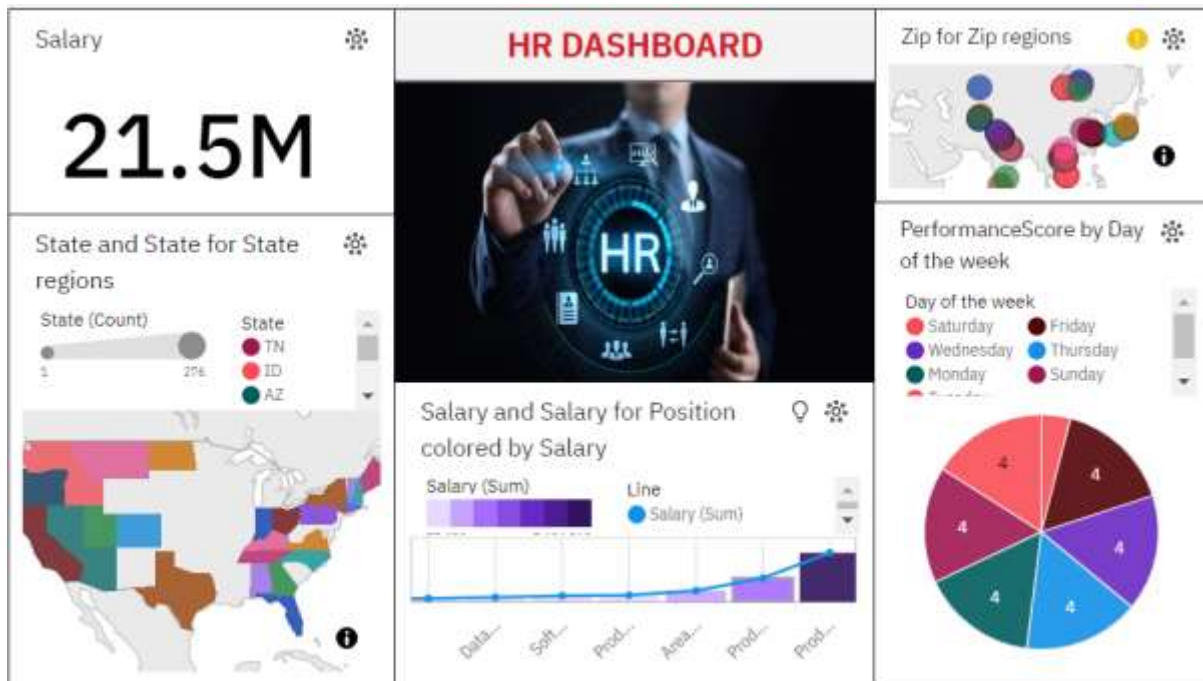 Salary
21.5M
State and State for State
regions
State (Count)
1
276
State
TN
ID
AZ
HR DASHBOARD
HR
Salary and Salary for Position
colored by Salary
Salary (Sum)
Line
Salary (Sum)
Data...
Soft...
Prod...
Area...
Prod...
Prod...
Zip for Zip regions
PerformanceScore by Day
of the week
Day of the week
Saturday
Friday
Wednesday
Thursday
Monday
Sunday
Tuesday
4
4
4
4
4
4